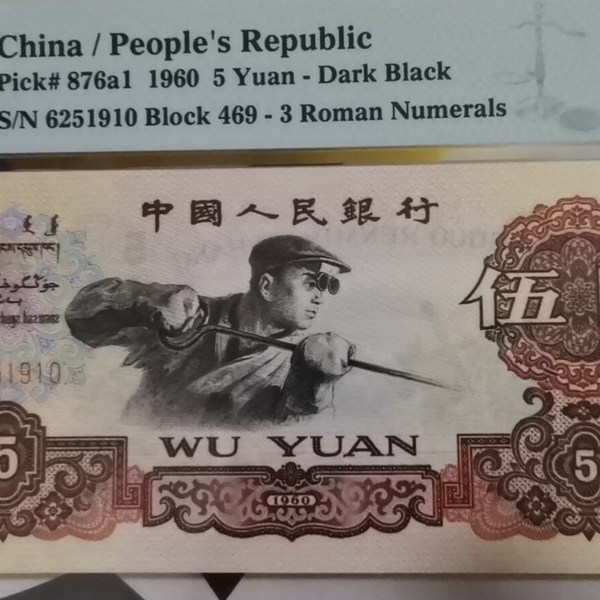 China / People's Republic
Pick# 876a1 1960 5 Yuan - Dark Black
S/N 6251910 Block 469 - 3 Roman Numerals
中國人民銀行
伍
1910
WU YUAN
5
1960
5